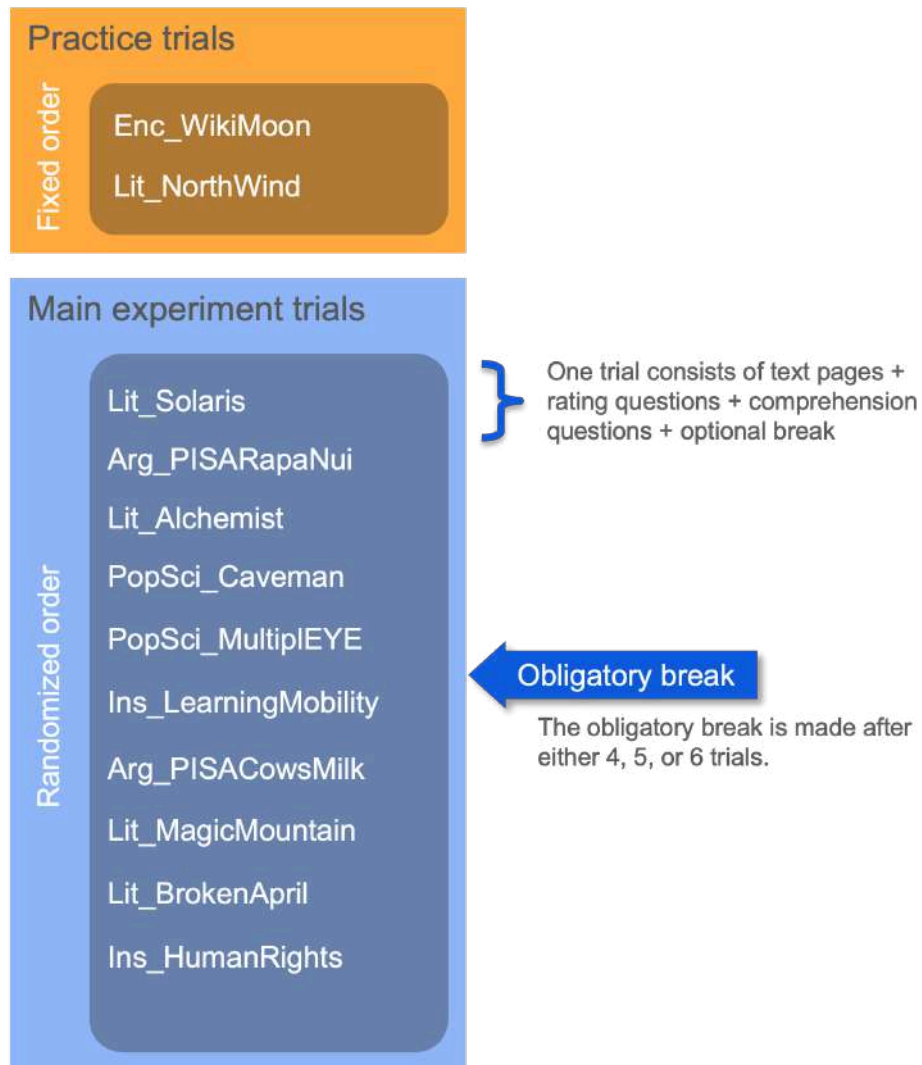 Practice trials
Fixed order
Enc_WikiMoon
Lit_NorthWind
Main experiment trials
Randomized order
Lit_Solaris
Arg_PISARapaNui
Lit_Alchemist
PopSci_Caveman
PopSci_MultiplEYE
Ins_LearningMobility
Arg_PISACowsMilk
Lit_MagicMountain
Lit_BrokenApril
Ins_HumanRights
One trial consists of text pages +
rating questions + comprehension
questions + optional break
Obligatory break
The obligatory break is made after
either 4, 5, or 6 trials.